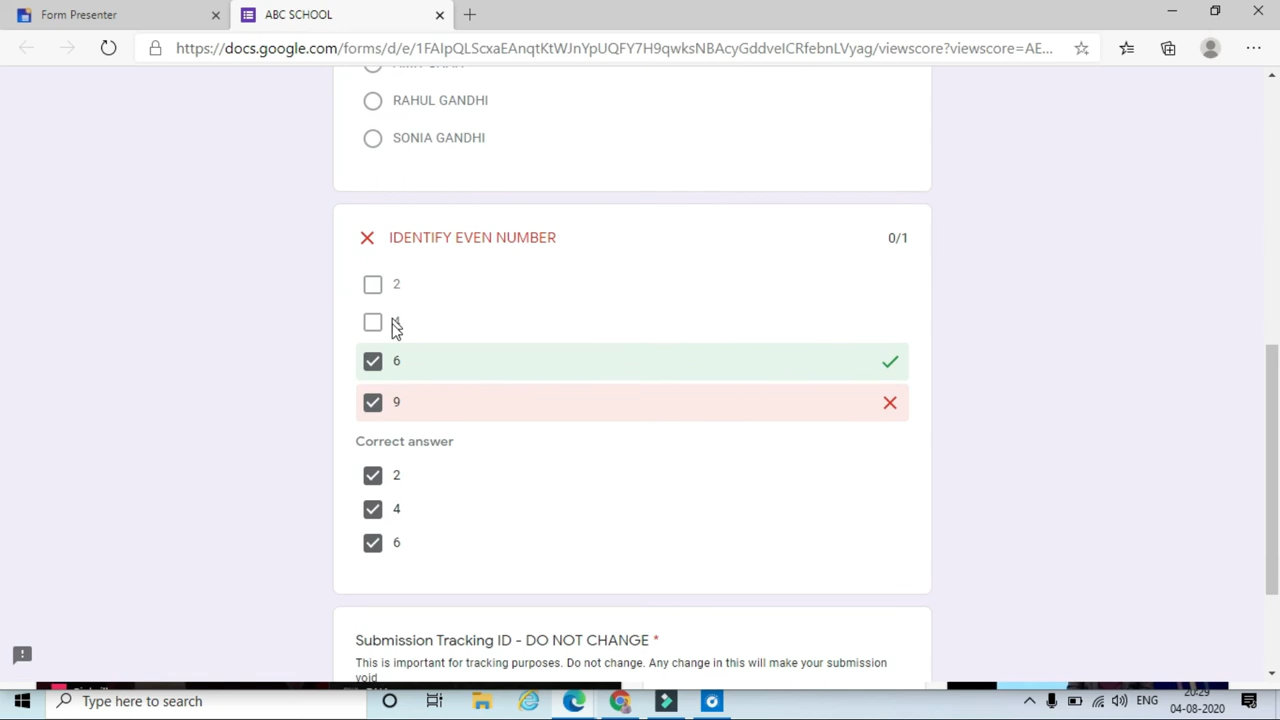 Form Presenter
ABC SCHOOL
https://docs.google.com/forms/d/e/1FAIpQLScxaEAnqtKtWJnYpUQFY7H9qwksNBAcyGddveICRfebnLVyag/viewscore?viewscore=AE...
RAHUL GANDHI
SONIA GANDHI
IDENTIFY EVEN NUMBER
0/1
2
6
9
Correct answer
2
4
6
Submission Tracking ID - DO NOT CHANGE *
This is important for tracking purposes. Do not change. Any change in this will make your submission
void
Type here to search
ENG
20:29
04-08-2020